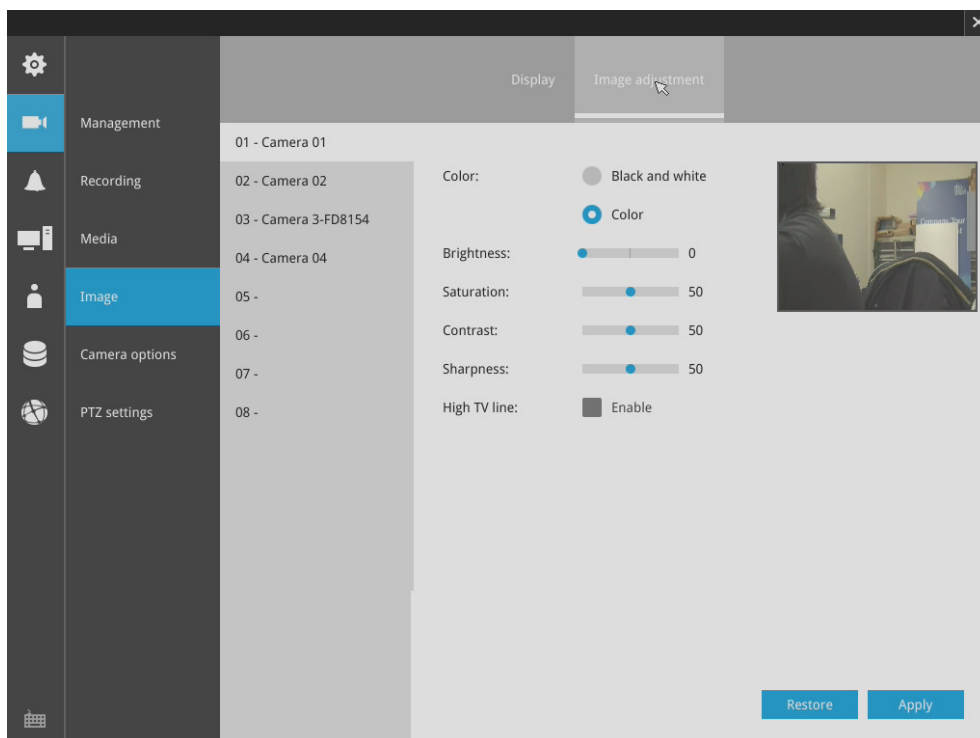 Display
Image adjustment
Management
Recording
Media
Image
Camera options
PTZ settings
01 - Camera 01
02 - Camera 02
03 - Camera 3-FD8154
04 - Camera 04
05 -
06 -
07 -
08 -
Color:
Black and white
Color
Brightness:
0
Saturation:
50
Contrast:
50
Sharpness:
50
High TV line:
Enable
Company Tour
Restore
Apply